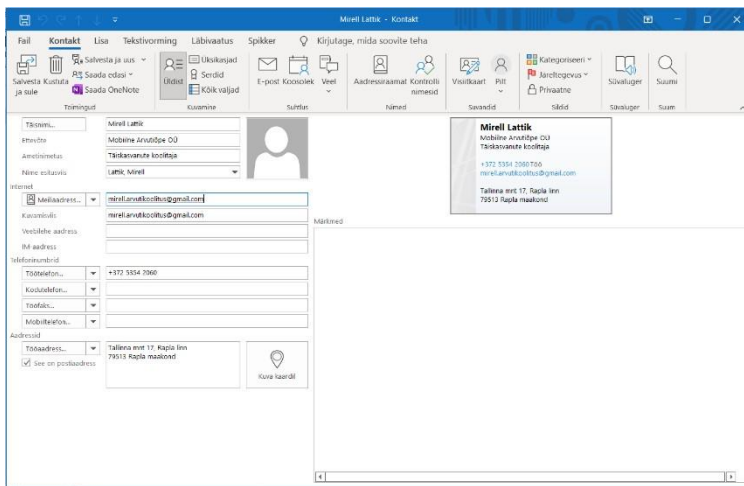 Mirell Lattik - Kontakt
Fail Kontakt Lisa Tekstivorming Läbivaatus Spikker Kirjutage, mida soovite teha
Salvesta ja sule
Kustuta
Salvesta ja uus
Saada edasi
Saada OneNote
Toimingud
Üldist
Üksikasjad
Serdid
Kõik väljad
Kuvamine
E-post
Koosolek
Veel
Suhtlus
Aadressiraamat
Kontrolli nimesid
Nimed
Visiitkaart
Pilt
Suvandid
Kategoriseeri
Järeltegevus
Privaatne
Sildid
Süvaluger
Süvaluger
Suumi
Suum
Täisnimi... Mirell Lattik
Ettevõte Mobiilne Arvutiõpe OÜ
Ametinimetus Täiskasvanute koolitaja
Nime esitusviis Lattik, Mirell
Internet
Meiliaadress... mirell.arvutikoolitus@gmail.com
Kuvamisviis mirell.arvutikoolitus@gmail.com
Veebilehe aadress
IM-aadress
Telefoninumbrid
Töötelefon... +372 5354 2060
Kodutelefon...
Töofaks...
Mobiiltelefon...
Aadressid
Tööaadress... Tallinna mnt 17, Rapla linn
79513 Rapla maakond
See on postiaadress
Kuva kaardil
Mirell Lattik
Mobiilne Arvutiõpe OÜ
Täiskasvanute koolitaja
+372 5354 2060 Töö
mirell.arvutikoolitus@gmail.com
Tallinna mnt 17, Rapla linn
79513 Rapla maakond
Märkmed